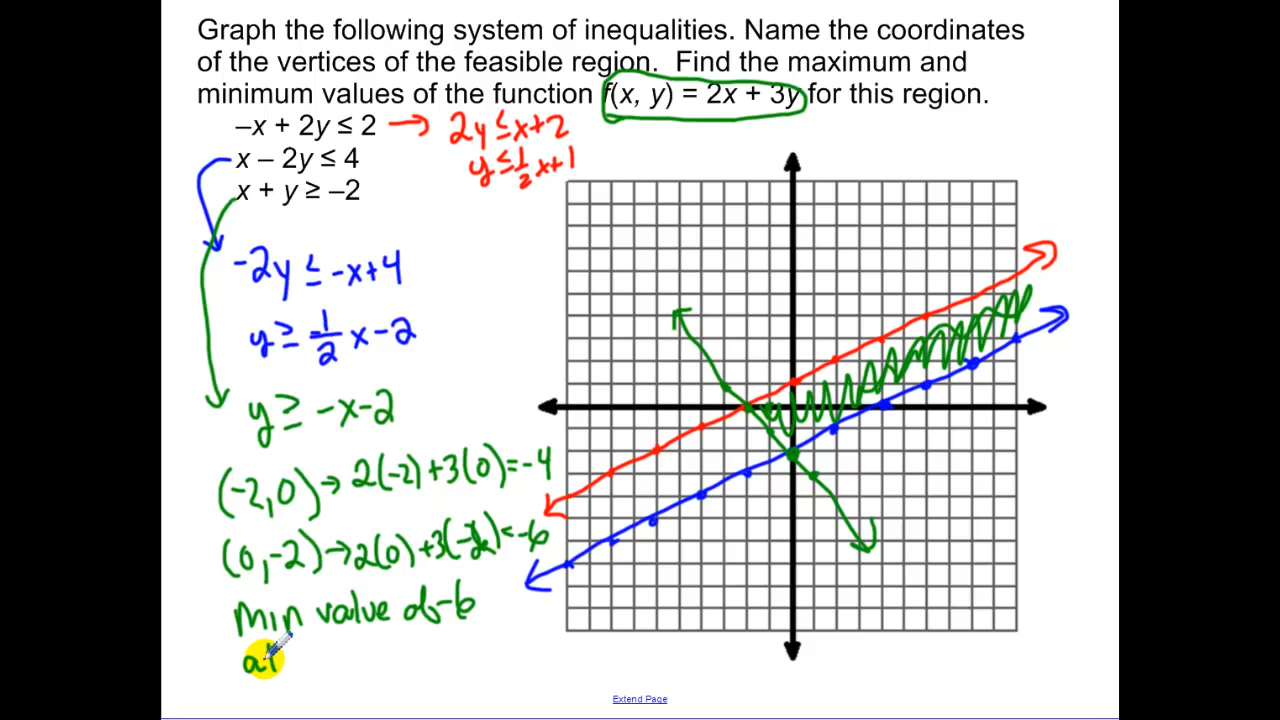 Graph the following system of inequalities. Name the coordinates
of the vertices of the feasible region. Find the maximum and
minimum values of the function f(x, y) = 2x + 3y for this region.
–x + 2y ≤ 2 → 2y ≤ x+2
y ≤ 1/2 x+1
x – 2y ≤ 4
x + y ≥ –2
-2y ≤ -x+4
y ≥ 1/2 x-2
y ≥ -x-2
(-2,0) → 2(-2)+3(0)=-4
(0,-2) → 2(0)+3(-2)=-6
min value of -6
at
Extend Page